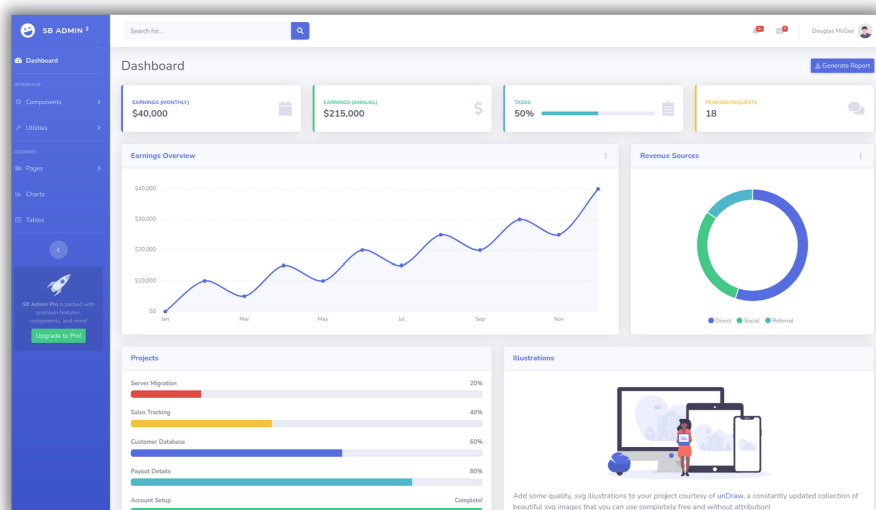 SB ADMIN 2
Search for...
3+
7
Douglas McGee
Dashboard
INTERFACE
Components
Utilities
ADDONS
Pages
Charts
Tables
SB Admin Pro is packed with
premium features,
components, and more!
Upgrade to Pro!
Dashboard
Generate Report
EARNINGS (MONTHLY)
$40,000
EARNINGS (ANNUAL)
$215,000
TASKS
50%
PENDING REQUESTS
18
Earnings Overview
$40,000
$30,000
$20,000
$10,000
$0
Jan Mar May Jul Sep Nov
Revenue Sources
Direct Social Referral
Projects
Server Migration 20%
Sales Tracking 40%
Customer Database 60%
Payout Details 80%
Account Setup Complete!
Illustrations
Add some quality, svg illustrations to your project courtesy of unDraw, a constantly updated collection of
beautiful svg images that you can use completely free and without attribution!